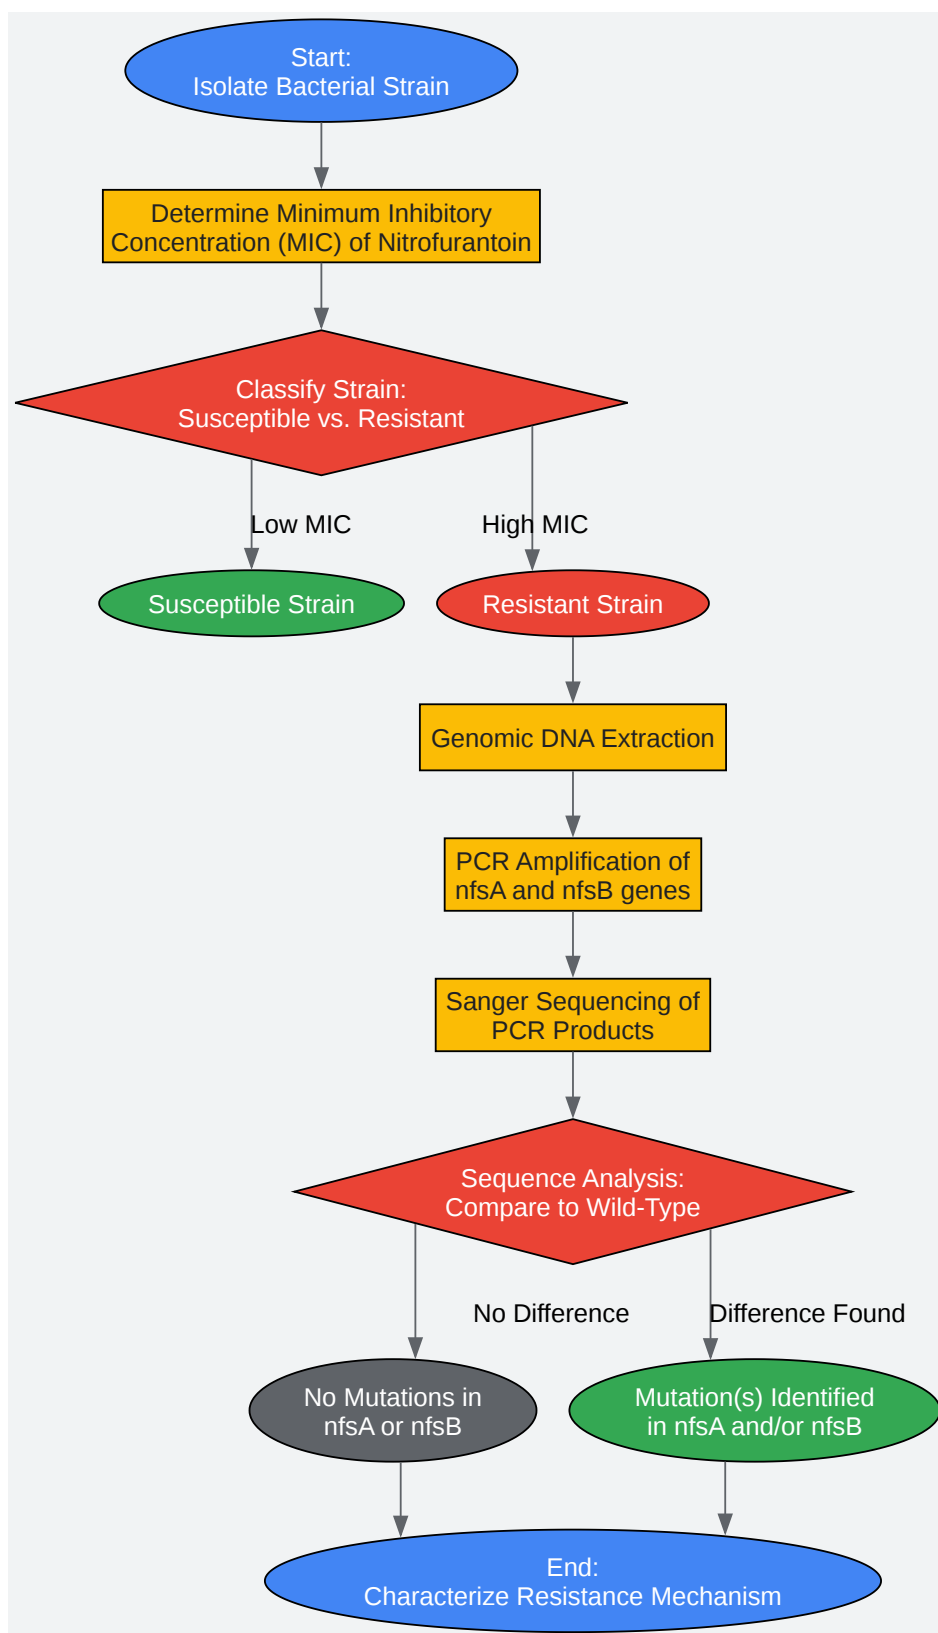 Start:
Isolate Bacterial Strain
Determine Minimum Inhibitory
Concentration (MIC) of Nitrofurantoin
Classify Strain:
Susceptible vs. Resistant
Low MIC
High MIC
Susceptible Strain
Resistant Strain
Genomic DNA Extraction
PCR Amplification of
nfsA and nfsB genes
Sanger Sequencing of
PCR Products
Sequence Analysis:
Compare to Wild-Type
No Difference
Difference Found
No Mutations in
nfsA or nfsB
Mutation(s) Identified
in nfsA and/or nfsB
End:
Characterize Resistance Mechanism